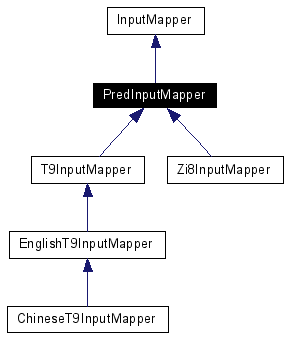 InputMapper
PredInputMapper
T9InputMapper
Zi8InputMapper
EnglishT9InputMapper
ChineseT9InputMapper